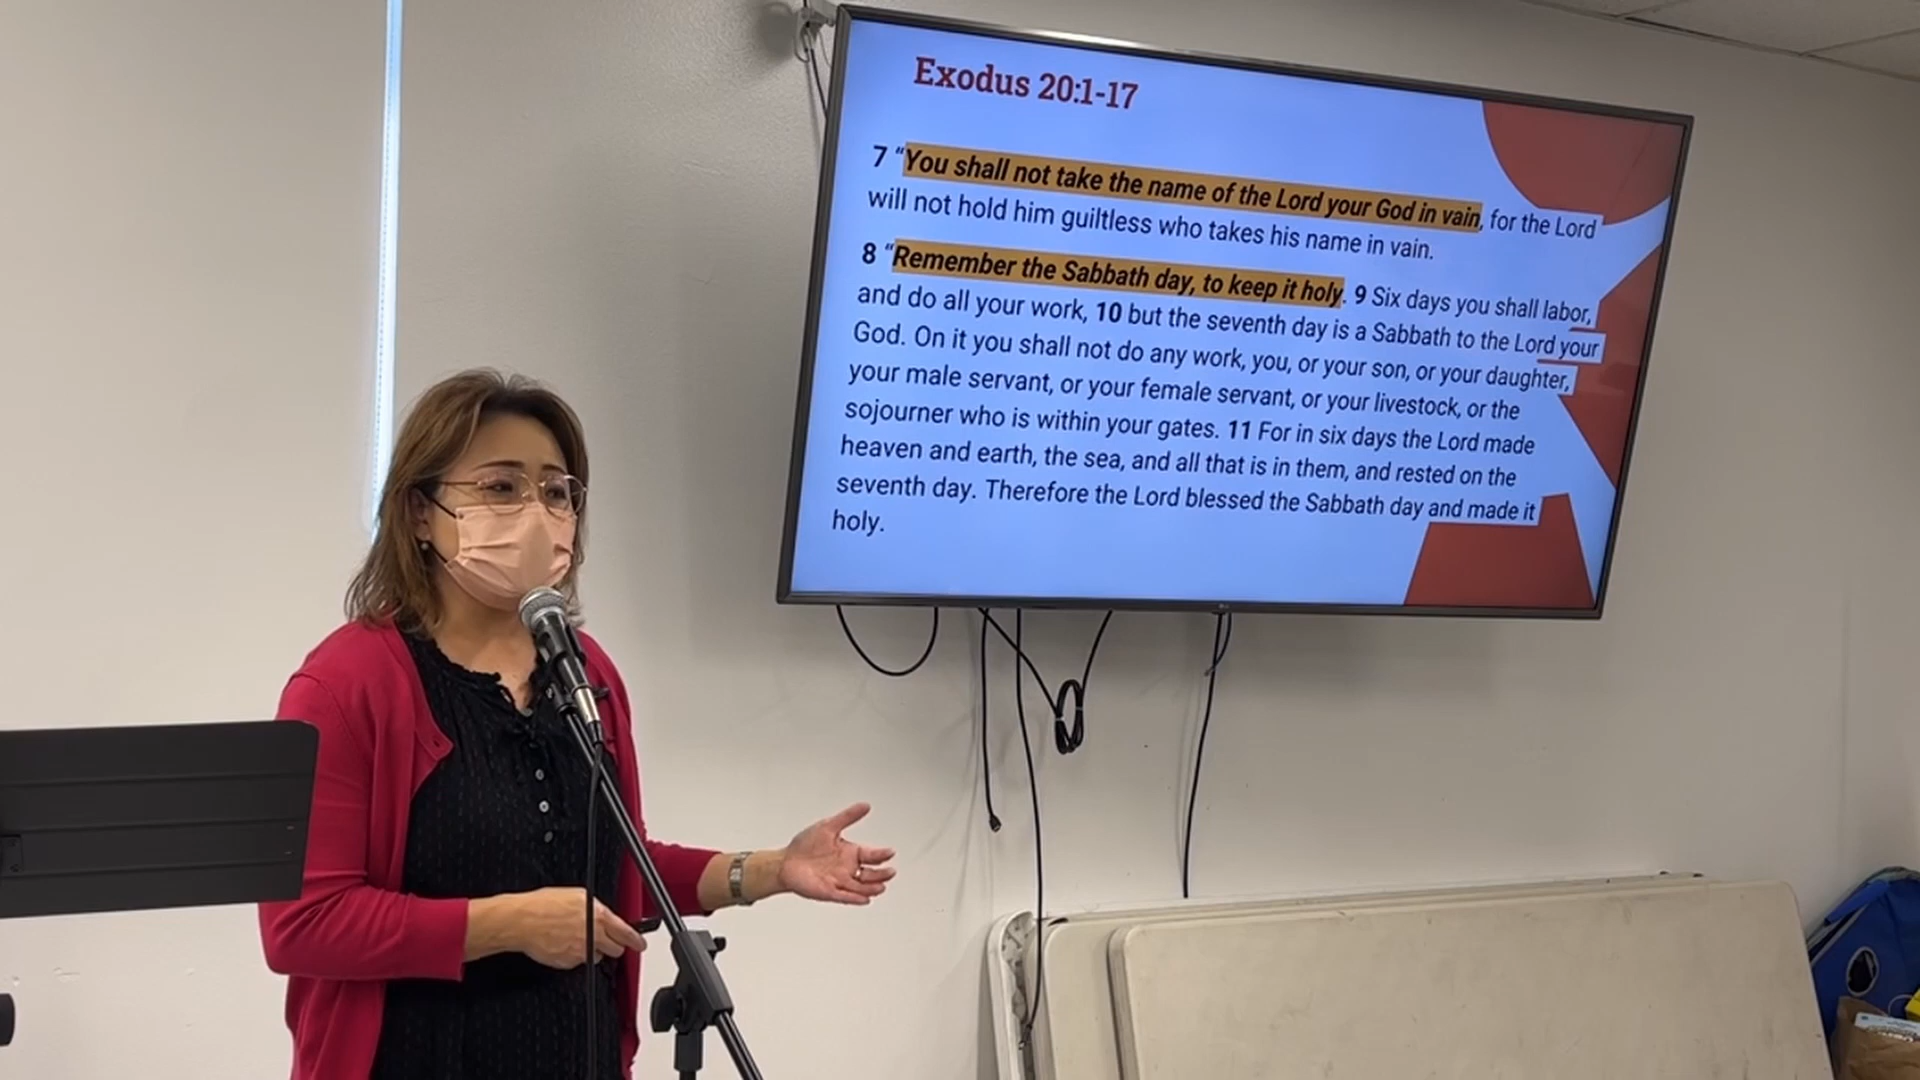 Exodus 20:1-17
7 “You shall not take the name of the Lord your God in vain, for the Lord
will not hold him guiltless who takes his name in vain.
8 “Remember the Sabbath day, to keep it holy. 9 Six days you shall labor,
and do all your work, 10 but the seventh day is a Sabbath to the Lord your
God. On it you shall not do any work, you, or your son, or your daughter,
your male servant, or your female servant, or your livestock, or the
sojourner who is within your gates. 11 For in six days the Lord made
heaven and earth, the sea, and all that is in them, and rested on the
seventh day. Therefore the Lord blessed the Sabbath day and made it
holy.